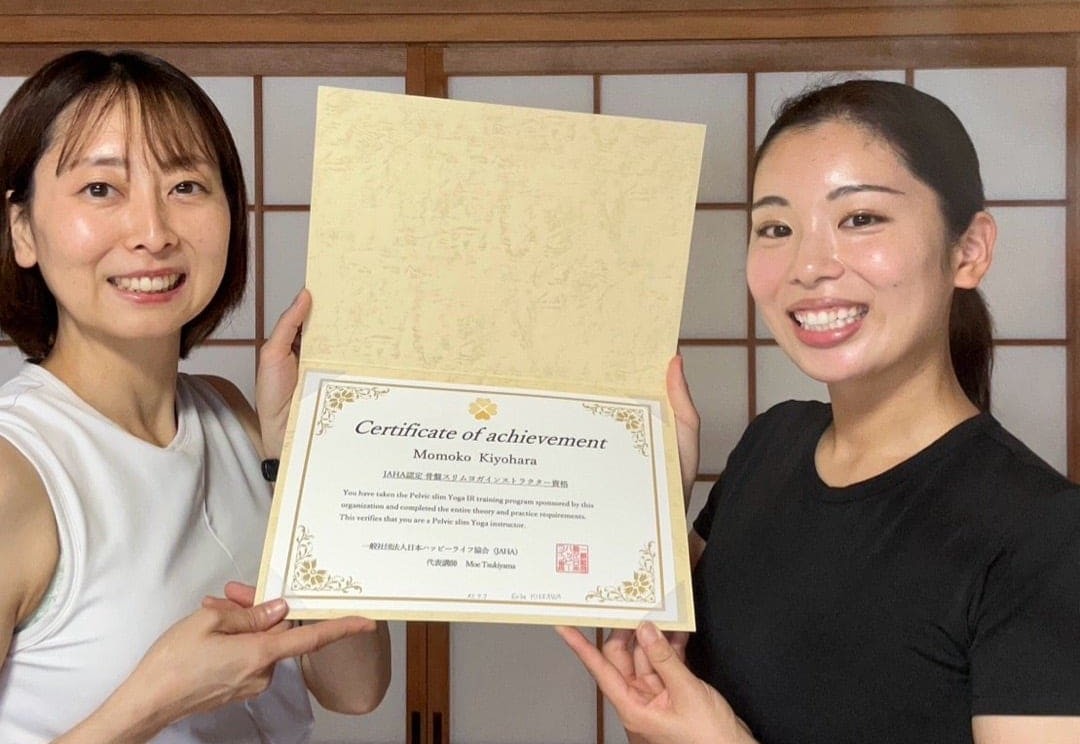 Certificate of achievement
Momoko Kiyohara
JAHA認定 骨盤スリムヨガインストラクター資格
You have taken the Pelvic slim Yoga IR training program sponsored by this
organization and completed the entire theory and practice requirements.
This verifies that you are a Pelvic slim Yoga instructor.
一般社団法人日本ハッピーライフ協会 (JAHA)
代表講師 Moe Tsukiyama